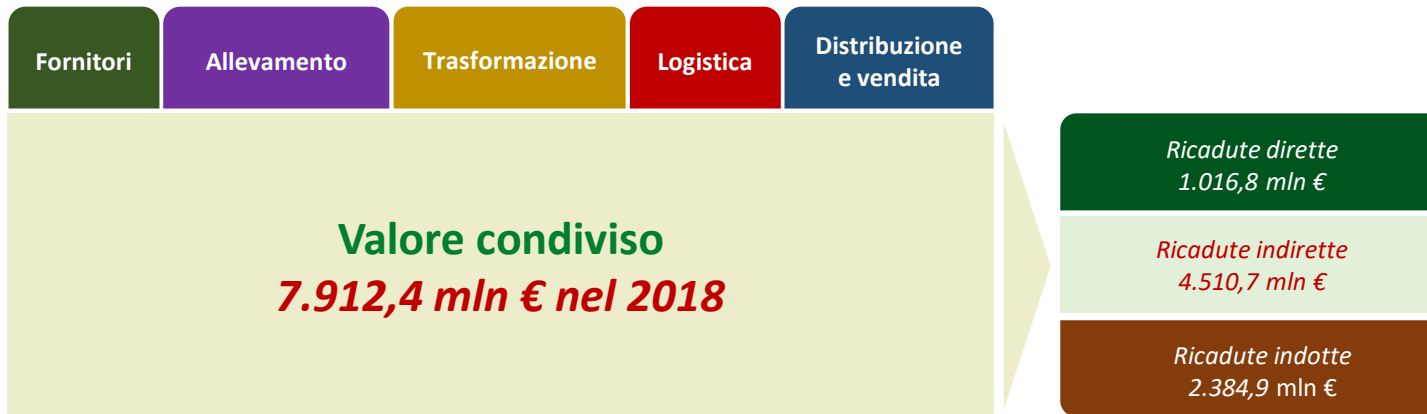 Fornitori
Allevamento
Trasformazione
Logistica
Distribuzione
e vendita
Valore condiviso
7.912,4 mln € nel 2018
Ricadute dirette
1.016,8 mln €
Ricadute indirette
4.510,7 mln €
Ricadute indotte
2.384,9 mln €